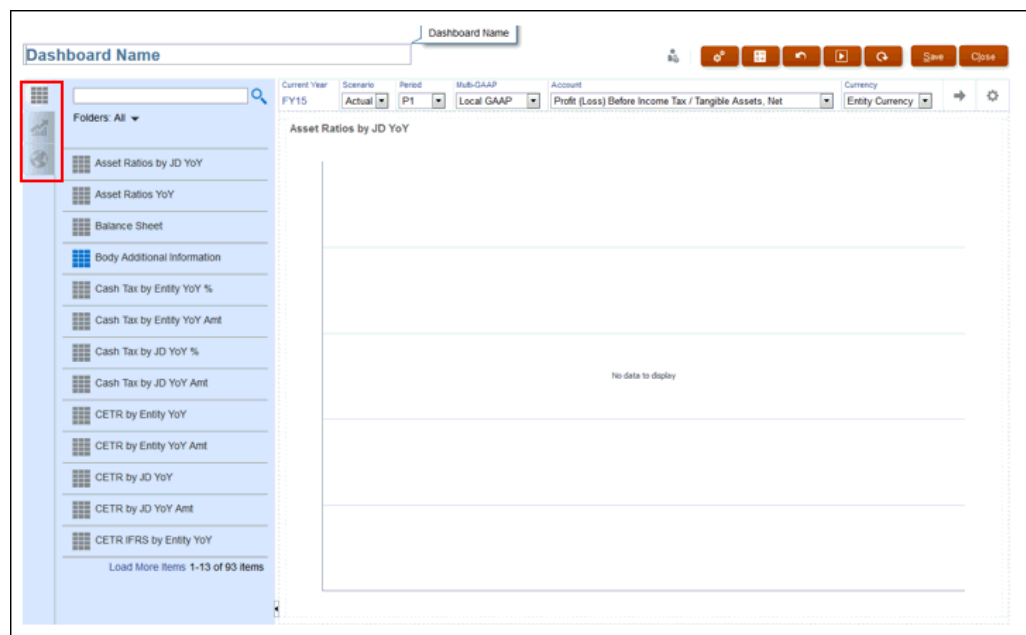 Dashboard Name
Dashboard Name
Save
Close
Current Year Scenario Period Multi-GAAP Account Currency
FY15 Actual P1 Local GAAP Profit (Loss) Before Income Tax / Tangible Assets, Net Entity Currency
Folders: All
Asset Ratios by JD YoY
Asset Ratios by JD YoY
Asset Ratios YoY
Balance Sheet
Body Additional Information
Cash Tax by Entity YoY %
Cash Tax by Entity YoY Amt
Cash Tax by JD YoY %
Cash Tax by JD YoY Amt
CETR by Entity YoY
CETR by Entity YoY Amt
CETR by JD YoY
CETR by JD YoY Amt
CETR IFRS by Entity YoY
Load More Items 1-13 of 93 items
No data to display